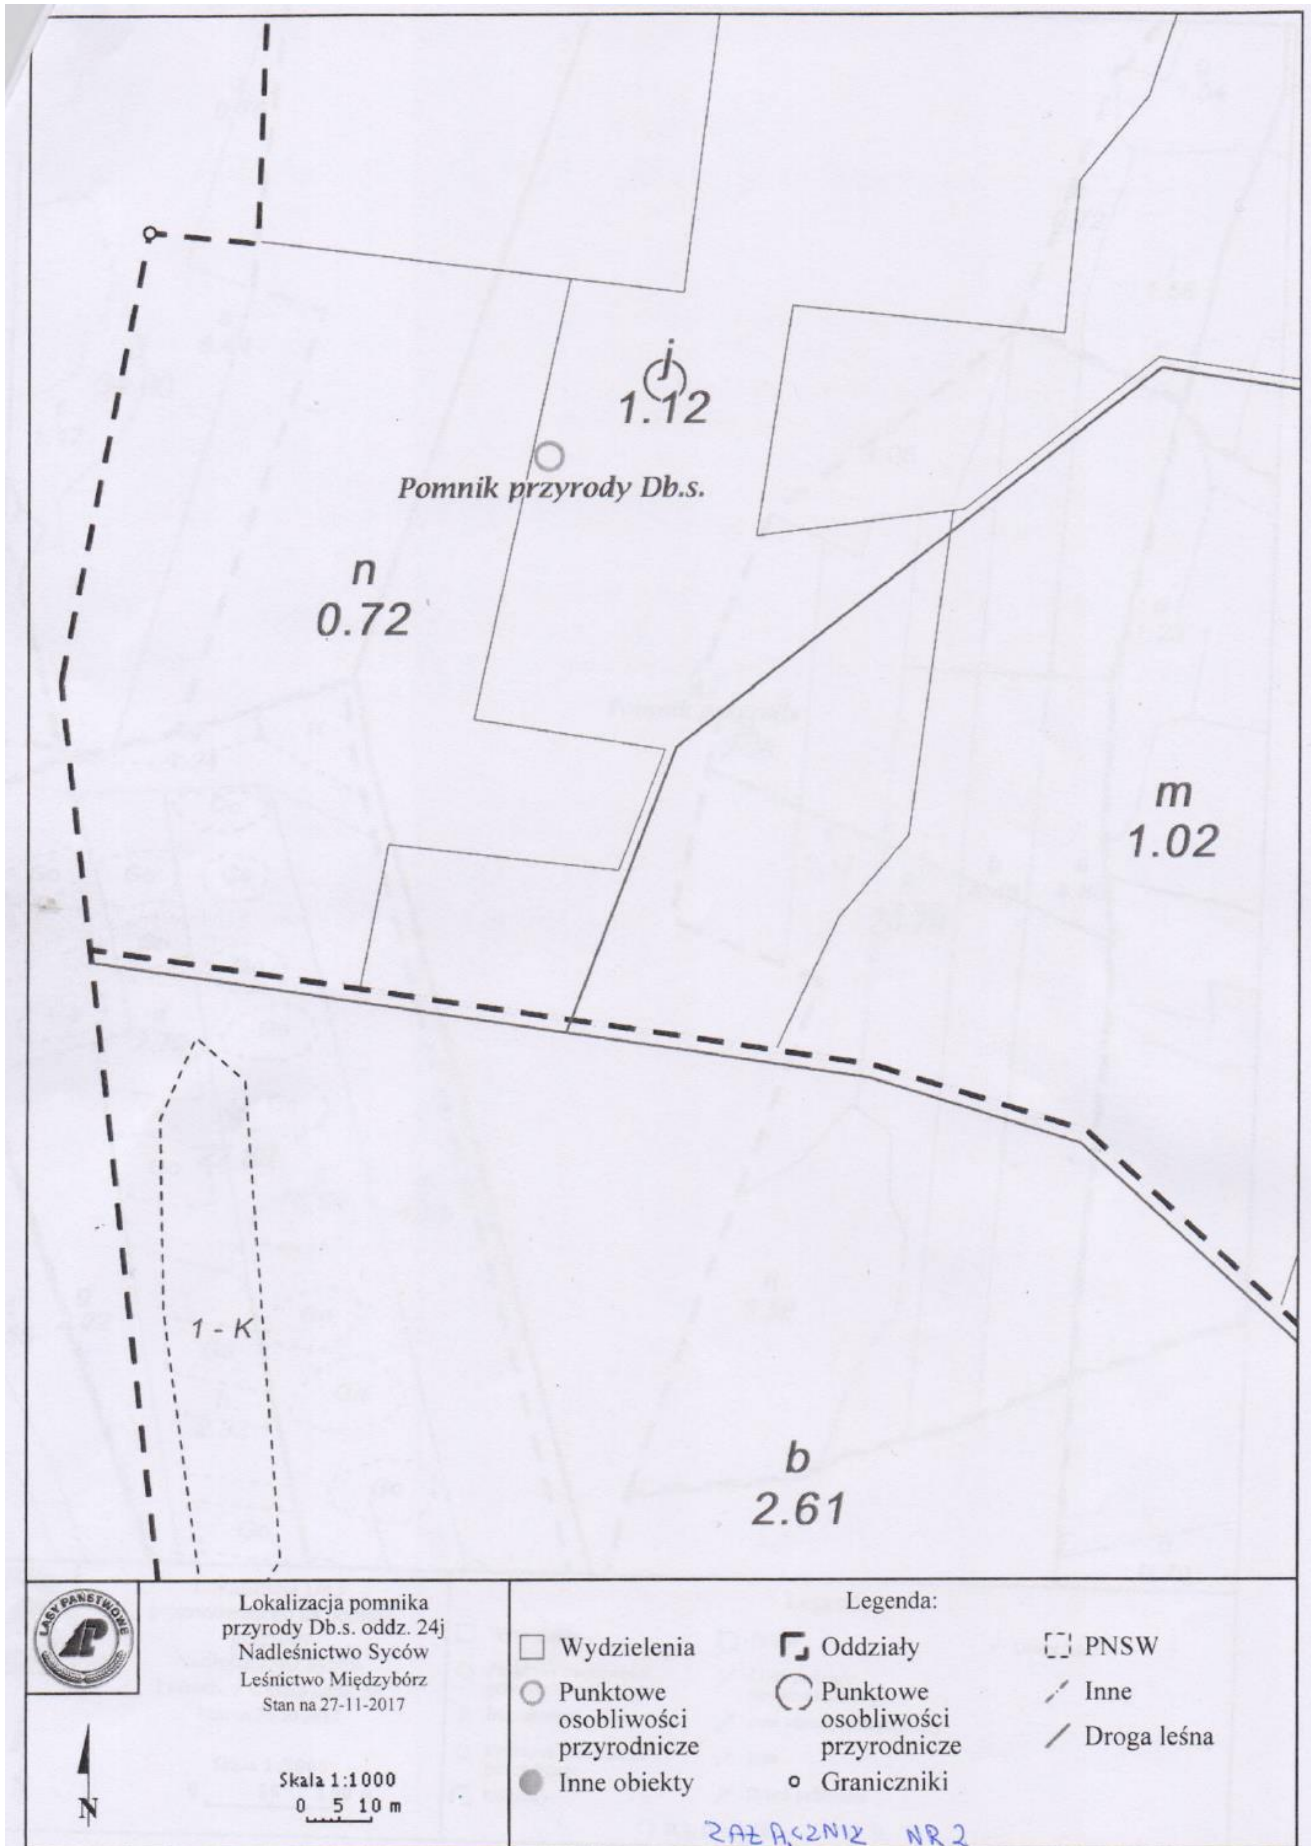 j
1.12
Pomnik przyrody Db.s.
n
0.72
m
1.02
1 - K
b
2.61
LASY PAŃSTWOWE
Lokalizacja pomnika
przyrody Db.s. oddz. 24j
Nadleśnictwo Syców
Leśnictwo Międzybórz
Stan na 27-11-2017
N
Skala 1:1000
0 5 10 m
Legenda:
Wydzielenia
Punktowe
osobliwości
przyrodnicze
Inne obiekty
Oddziały
Punktowe
osobliwości
przyrodnicze
Graniczniki
PNSW
Inne
Droga leśna
ZAŁĄCZNIK NR 2